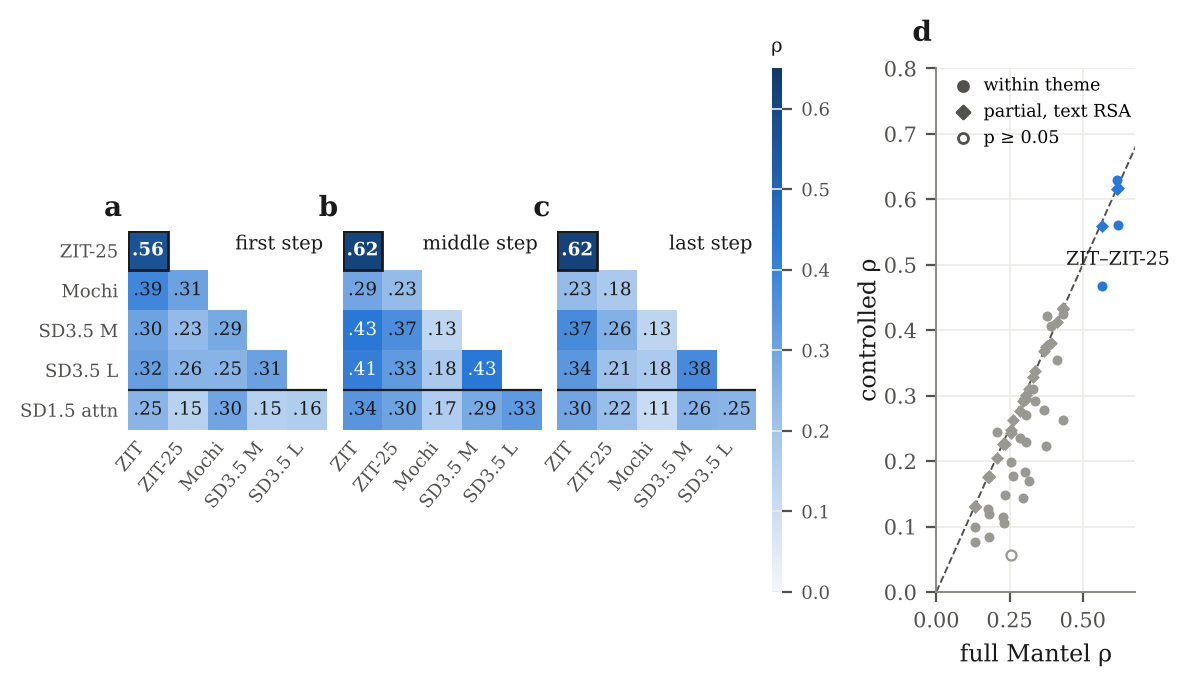 a
first step
ZIT-25
Mochi
SD3.5 M
SD3.5 L
SD1.5 attn
.56
.39 .31
.30 .23 .29
.32 .26 .25 .31
.25 .15 .30 .15 .16
ZIT
ZIT-25
Mochi
SD3.5 M
SD3.5 L
b
middle step
.62
.29 .23
.43 .37 .13
.41 .33 .18 .43
.34 .30 .17 .29 .33
ZIT
ZIT-25
Mochi
SD3.5 M
SD3.5 L
c
last step
.62
.23 .18
.37 .26 .13
.34 .21 .18 .38
.30 .22 .11 .26 .25
ZIT
ZIT-25
Mochi
SD3.5 M
SD3.5 L
ρ
0.6
0.5
0.4
0.3
0.2
0.1
0.0
d
controlled ρ
0.8
0.7
0.6
0.5
0.4
0.3
0.2
0.1
0.0
within theme
partial, text RSA
p ≥ 0.05
ZIT–ZIT-25
0.00 0.25 0.50
full Mantel ρ